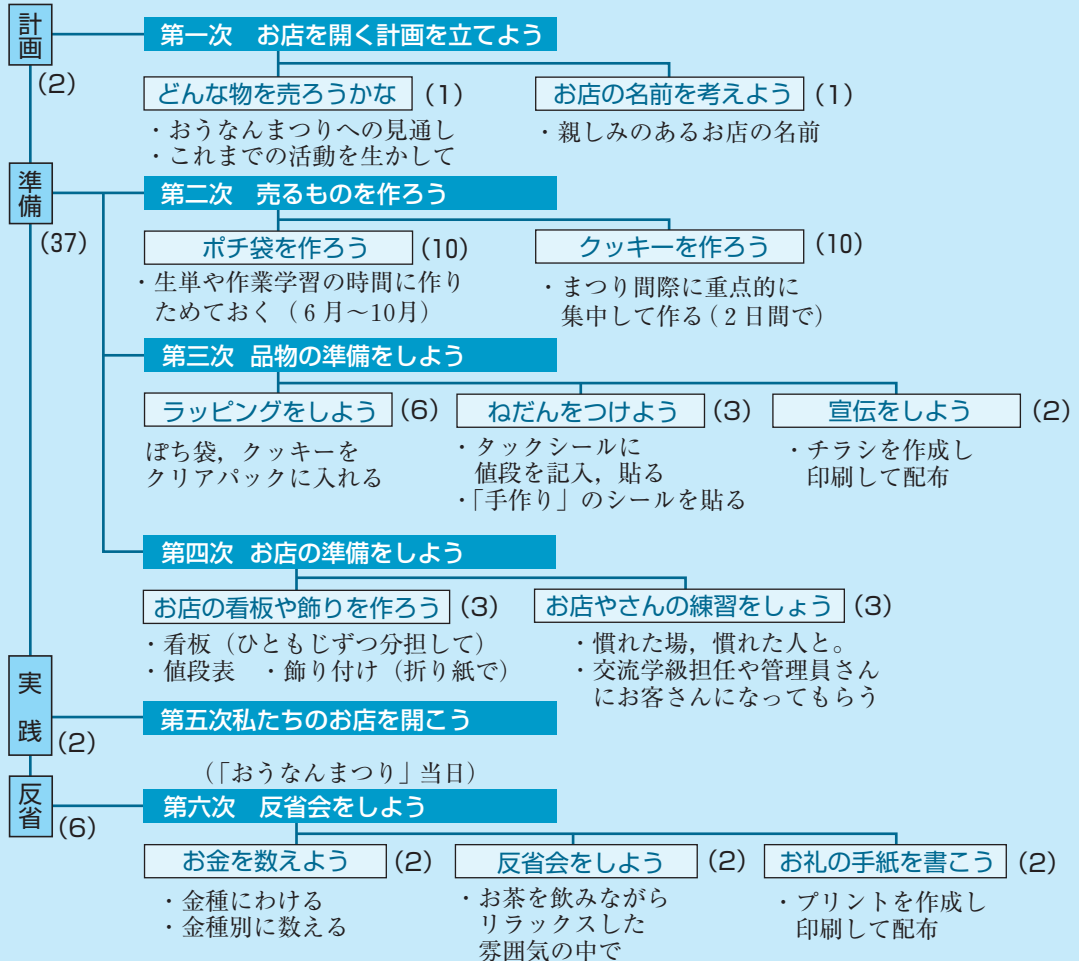 計画
(2)
第一次 お店を開く計画を立てよう
どんな物を売ろうかな (1)
・おうなんまつりへの見通し
・これまでの活動を生かして
お店の名前を考えよう (1)
・親しみのあるお店の名前
準備
(37)
第二次 売るものを作ろう
ポチ袋を作ろう (10)
・生単や作業学習の時間に作り
ためておく(6月~10月)
クッキーを作ろう (10)
・まつり間際に重点的に
集中して作る(2日間で)
第三次 品物の準備をしよう
ラッピングをしよう (6)
ぽち袋,クッキーを
クリアパックに入れる
ねだんをつけよう (3)
・タックシールに
値段を記入,貼る
・「手作り」のシールを貼る
宣伝をしよう (2)
・チラシを作成し
印刷して配布
第四次 お店の準備をしよう
お店の看板や飾りを作ろう (3)
・看板(ひともじずつ分担して)
・値段表 ・飾り付け(折り紙で)
お店やさんの練習をしょう (3)
・慣れた場,慣れた人と。
・交流学級担任や管理員さん
にお客さんになってもらう
実践
(2)
第五次私たちのお店を開こう
(「おうなんまつり」当日)
反省
(6)
第六次 反省会をしよう
お金を数えよう (2)
・金種にわける
・金種別に数える
反省会をしよう (2)
・お茶を飲みながら
リラックスした
雰囲気の中で
お礼の手紙を書こう (2)
・プリントを作成し
印刷して配布